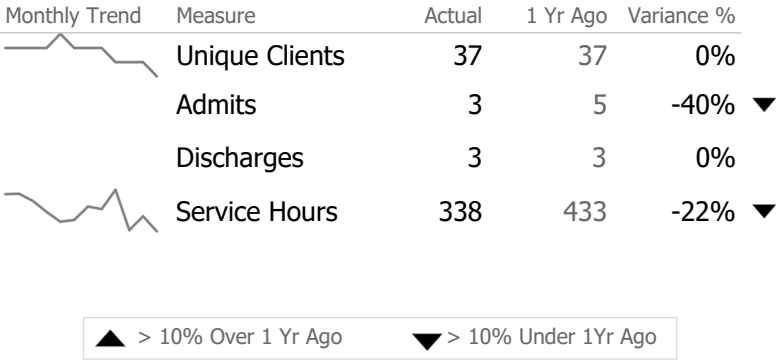 Monthly Trend Measure Actual 1 Yr Ago Variance %
Unique Clients 37 37 0%
Admits 3 5 -40%
Discharges 3 3 0%
Service Hours 338 433 -22%
> 10% Over 1 Yr Ago > 10% Under 1Yr Ago